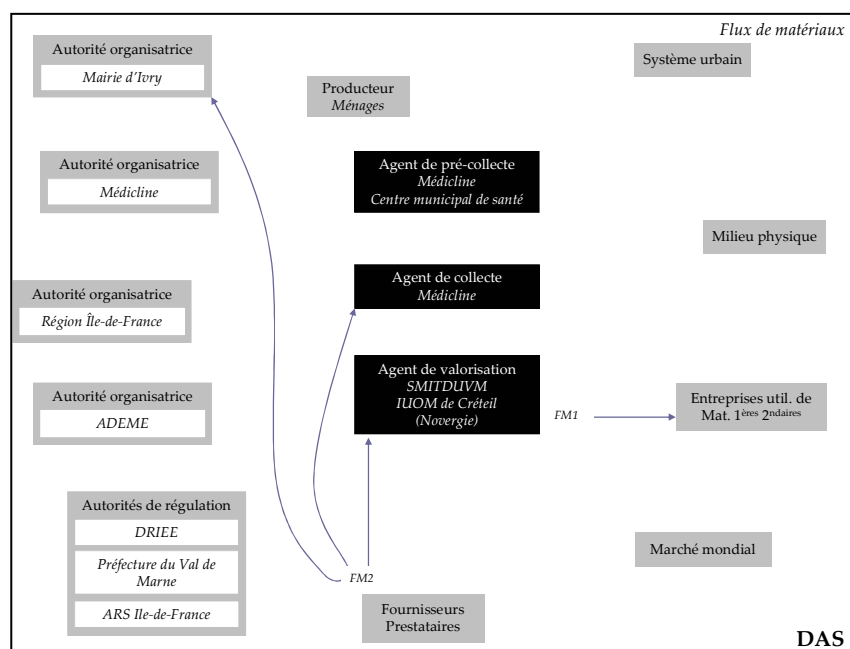 Flux de matériaux
Autorité organisatrice
Mairie d'Ivry
Système urbain
Producteur
Ménages
Autorité organisatrice
Médicline
Agent de pré-collecte
Médicline
Centre municipal de santé
Milieu physique
Agent de collecte
Médicline
Autorité organisatrice
Région Île-de-France
Agent de valorisation
SMITDUVM
IUOM de Créteil
(Novergie)
FM1
Entreprises util. de
Mat. 1ères 2ndaires
Autorité organisatrice
ADEME
Autorités de régulation
DRIEE
Préfecture du Val de
Marne
ARS Ile-de-France
Marché mondial
FM2
Fournisseurs
Prestataires
DAS